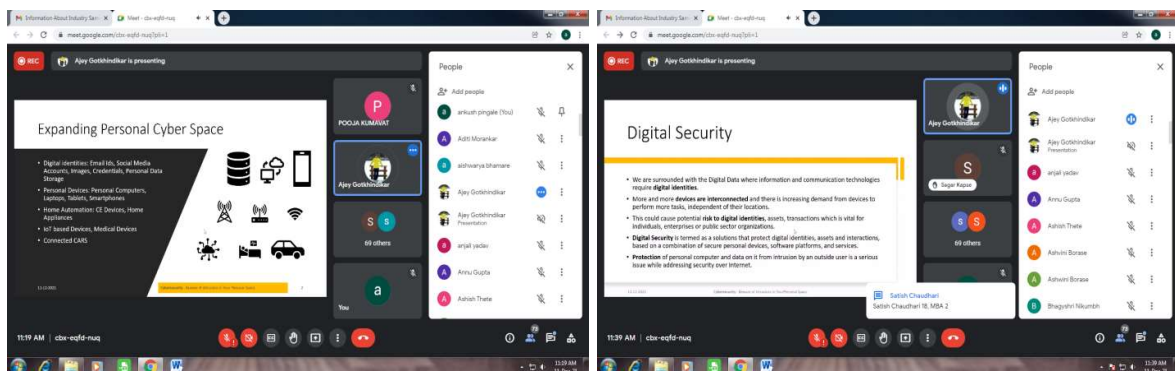 Information About Industry San
Meet - cbx-eqfd-nuq
meet.google.com/cbx-eqfd-nuq?pli=1
REC
Ajey Gotkhindikar is presenting
Expanding Personal Cyber Space
• Digital identities: Email Ids, Social Media
Accounts, Images, Credentials, Personal Data
Storage
• Personal Devices: Personal Computers,
Laptops, Tablets, Smartphones
• Home Automation: CE Devices, Home
Appliances
• IoT based Devices, Medical Devices
• Connected CARS
P
POOJA KUMAVAT
Ajey Gotkhindikar
S S
69 others
a
You
People
Add people
ankush pingale (You)
Aditi Morankar
aishwarya bhamare
Ajey Gotkhindikar
Ajey Gotkhindikar
Presentation
anjali yadav
Annu Gupta
Ashish Thete
11:19 AM | cbx-eqfd-nuq
73
11:19 AM
Information About Industry San
Meet - cbx-eqfd-nuq
meet.google.com/cbx-eqfd-nuq?pli=1
REC
Ajey Gotkhindikar is presenting
Digital Security
• We are surrounded with the Digital Data where information and communication technologies
require digital identities.
• More and more devices are interconnected and there is increasing demand from devices to
perform more tasks, independent of their locations.
• This could cause potential risk to digital identities, assets, transactions which is vital for
individuals, enterprises or public sector organizations.
• Digital Security is termed as a solutions that protect digital identities, assets and interactions,
based on a combination of secure personal devices, software platforms, and services.
• Protection of personal computer and data on it from intrusion by an outside user is a serious
issue while addressing security over Internet.
Ajey Gotkhindikar
S
Sagar Kapse
S S
69 others
Satish Chaudhari
Satish Chaudhari 18, MBA 2
People
Add people
Ajey Gotkhindikar
Ajey Gotkhindikar
Presentation
anjali yadav
Annu Gupta
Ashish Thete
Ashwini Borase
Ashwini Borase
Bhagyshri Nikumbh
11:39 AM | cbx-eqfd-nuq
73
11:39 AM